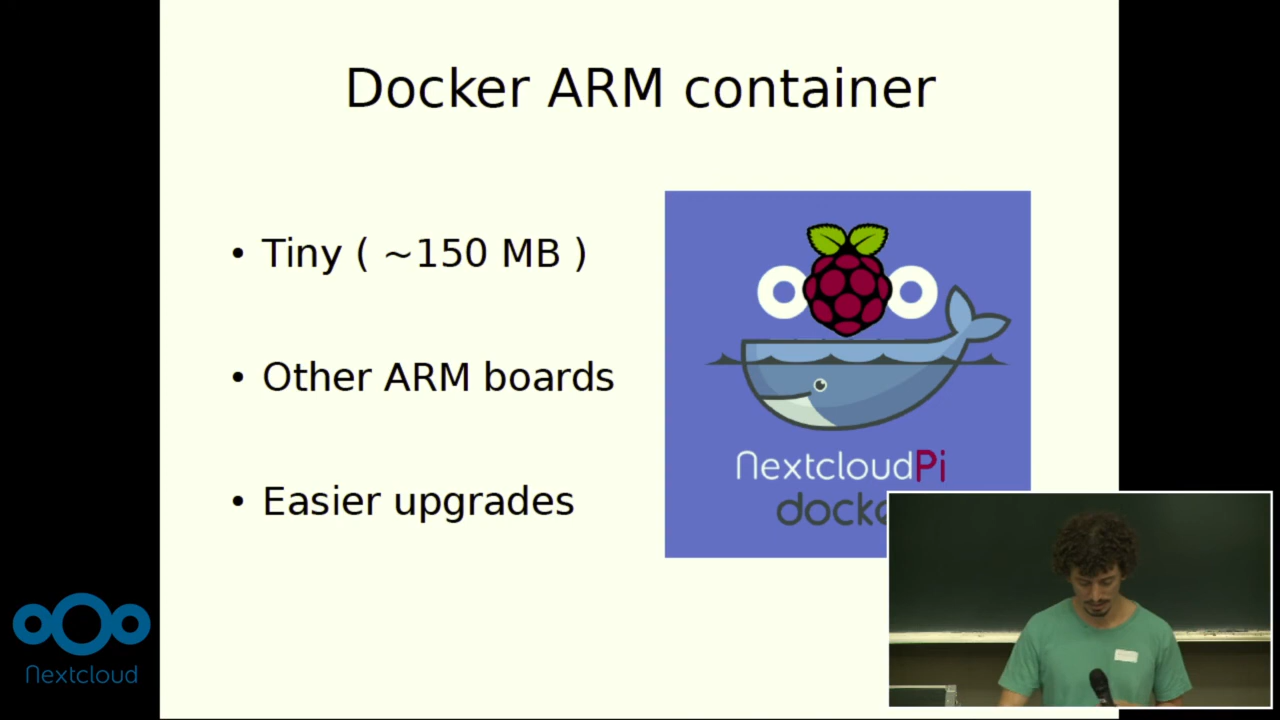 Docker ARM container
• Tiny ( ~150 MB )
• Other ARM boards
• Easier upgrades
NextcloudPi
docke
Nextcloud